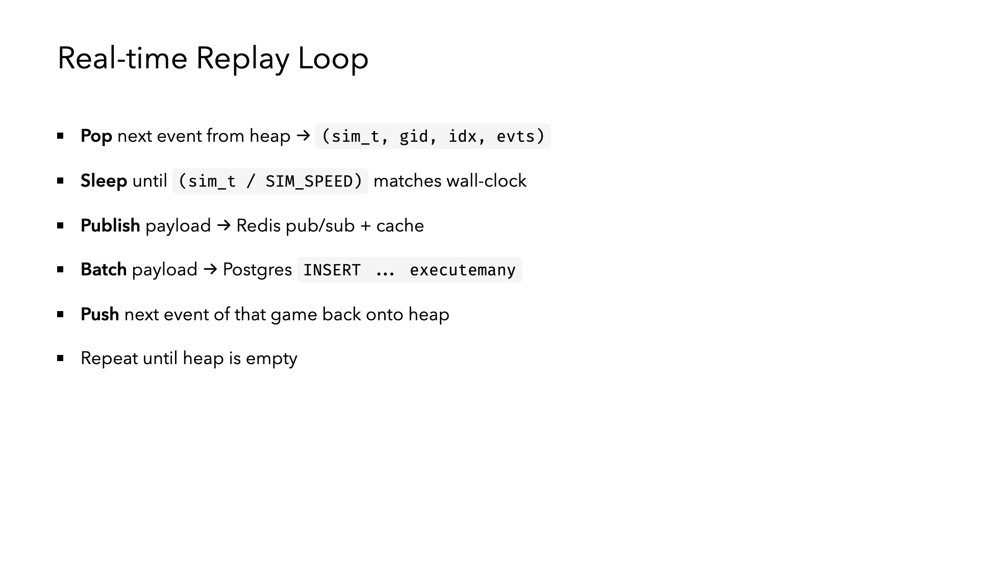 Real-time Replay Loop
▪ Pop next event from heap → (sim_t, gid, idx, evts)
▪ Sleep until (sim_t / SIM_SPEED) matches wall-clock
▪ Publish payload → Redis pub/sub + cache
▪ Batch payload → Postgres INSERT … executemany
▪ Push next event of that game back onto heap
▪ Repeat until heap is empty